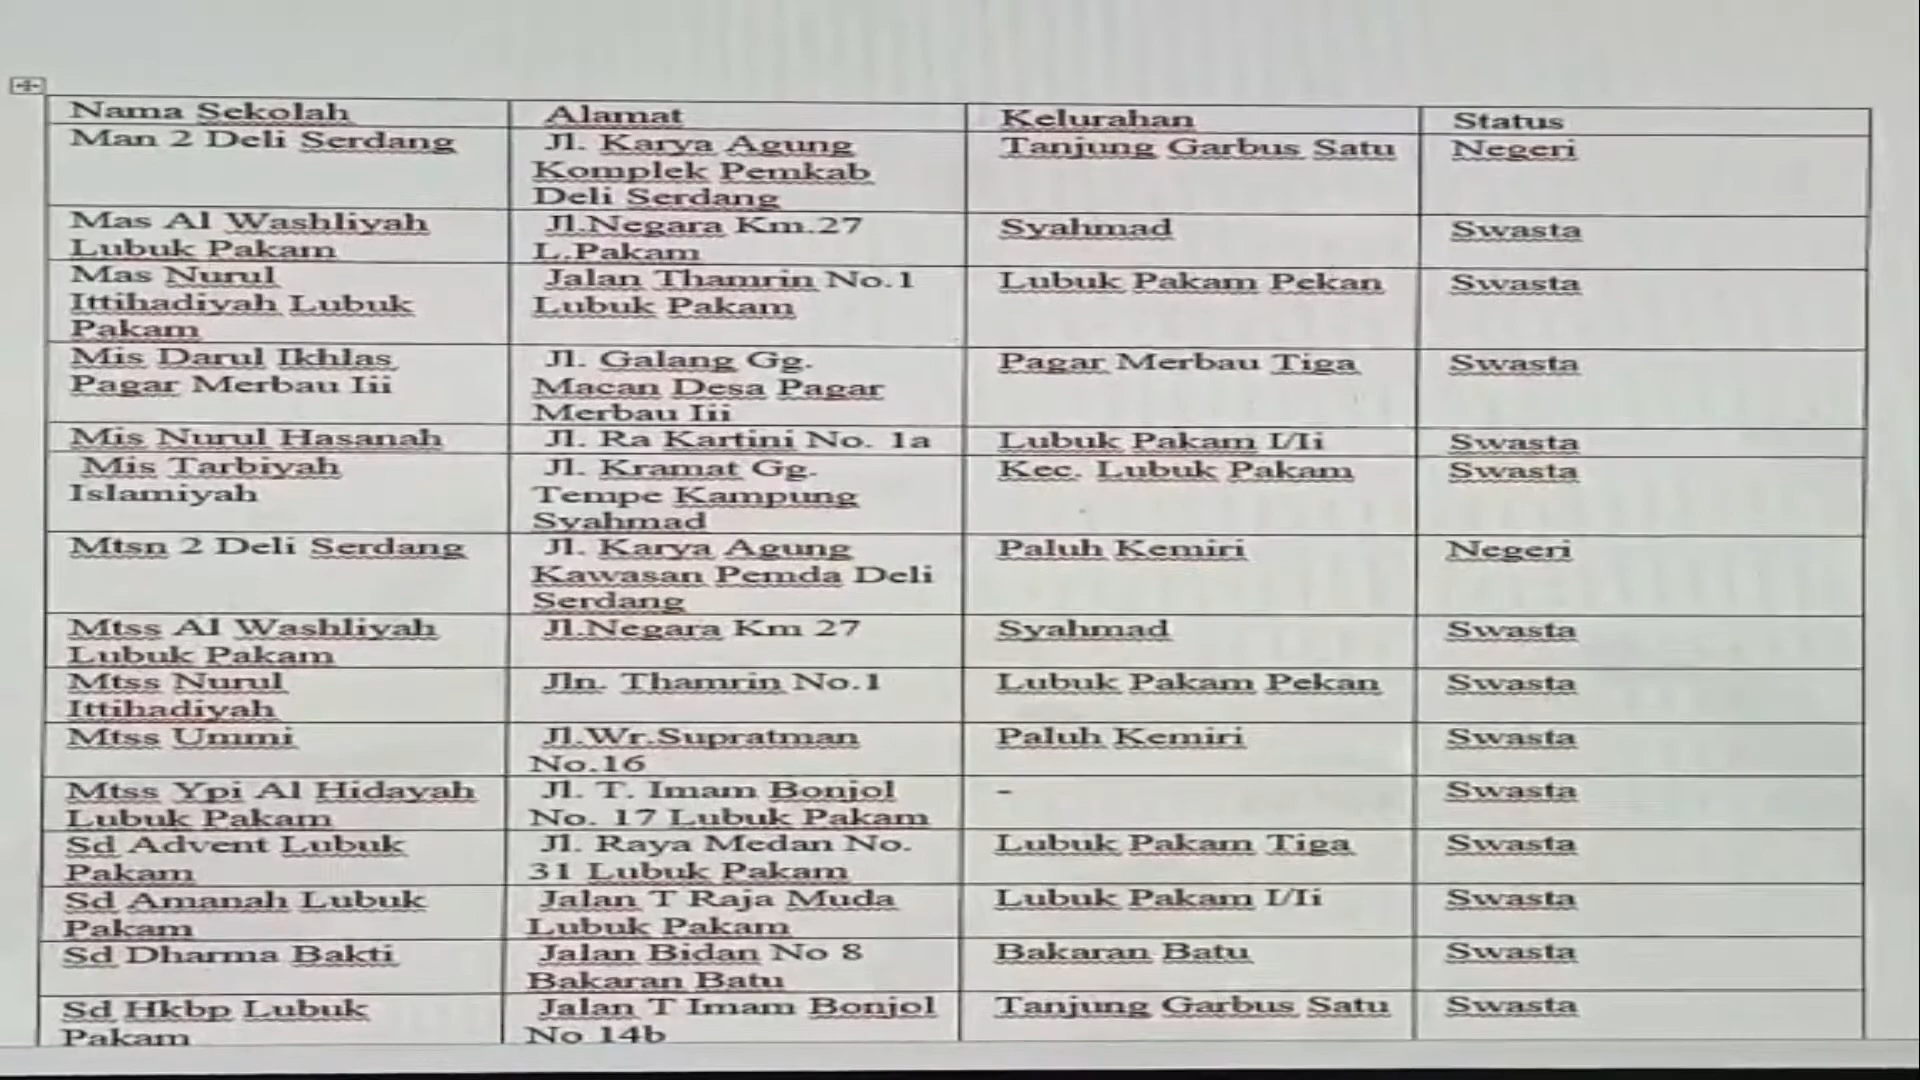 Nama Sekolah Alamat Kelurahan Status
Man 2 Deli Serdang Jl. Karya Agung Tanjung Garbus Satu Negeri
Komplek Pemkab
Deli Serdang
Mas Al Washliyah Jl.Negara Km.27 Syahmad Swasta
Lubuk Pakam L.Pakam
Mas Nurul Jalan Thamrin No.1 Lubuk Pakam Pekan Swasta
Ittihadiyah Lubuk Lubuk Pakam
Pakam
Mis Darul Ikhlas Jl. Galang Gg. Pagar Merbau Tiga Swasta
Pagar Merbau Iii Macan Desa Pagar
Merbau Iii
Mis Nurul Hasanah Jl. Ra Kartini No. 1a Lubuk Pakam I/Ii Swasta
Mis Tarbiyah Jl. Kramat Gg. Kec. Lubuk Pakam Swasta
Islamiyah Tempe Kampung
Syahmad
Mtsn 2 Deli Serdang Jl. Karya Agung Paluh Kemiri Negeri
Kawasan Pemda Deli
Serdang
Mtss Al Washliyah Jl.Negara Km 27 Syahmad Swasta
Lubuk Pakam
Mtss Nurul Jln. Thamrin No.1 Lubuk Pakam Pekan Swasta
Ittihadiyah
Mtss Ummi Jl.Wr.Supratman Paluh Kemiri Swasta
No.16
Mtss Ypi Al Hidayah Jl. T. Imam Bonjol - Swasta
Lubuk Pakam No. 17 Lubuk Pakam
Sd Advent Lubuk Jl. Raya Medan No. Lubuk Pakam Tiga Swasta
Pakam 31 Lubuk Pakam
Sd Amanah Lubuk Jalan T Raja Muda Lubuk Pakam I/Ii Swasta
Pakam Lubuk Pakam
Sd Dharma Bakti Jalan Bidan No 8 Bakaran Batu Swasta
Bakaran Batu
Sd Hkbp Lubuk Jalan T Imam Bonjol Tanjung Garbus Satu Swasta
Pakam No 14b